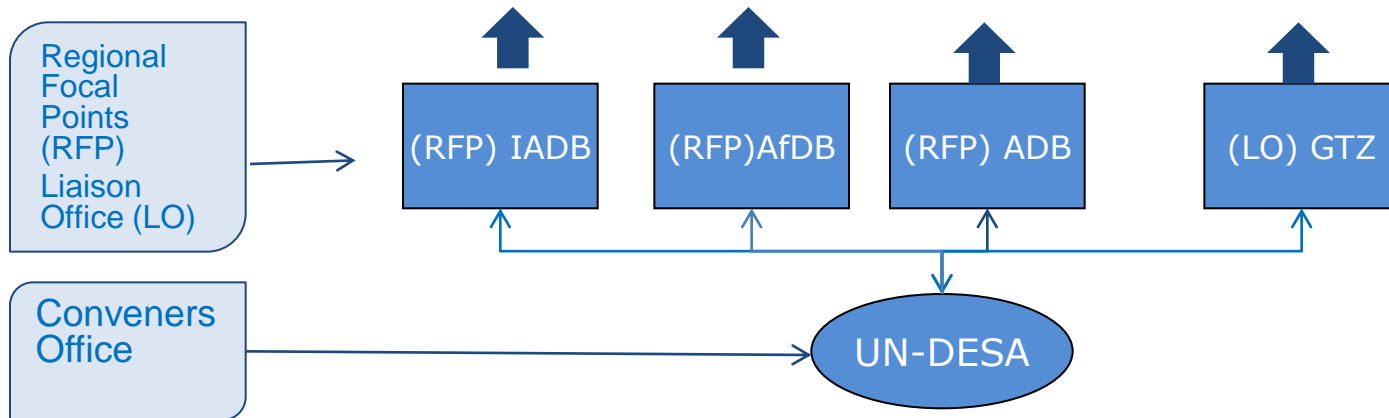 Regional
Focal
Points
(RFP)
Liaison
Office (LO)
(RFP) IADB
(RFP)AfDB
(RFP) ADB
(LO) GTZ
Conveners
Office
UN-DESA